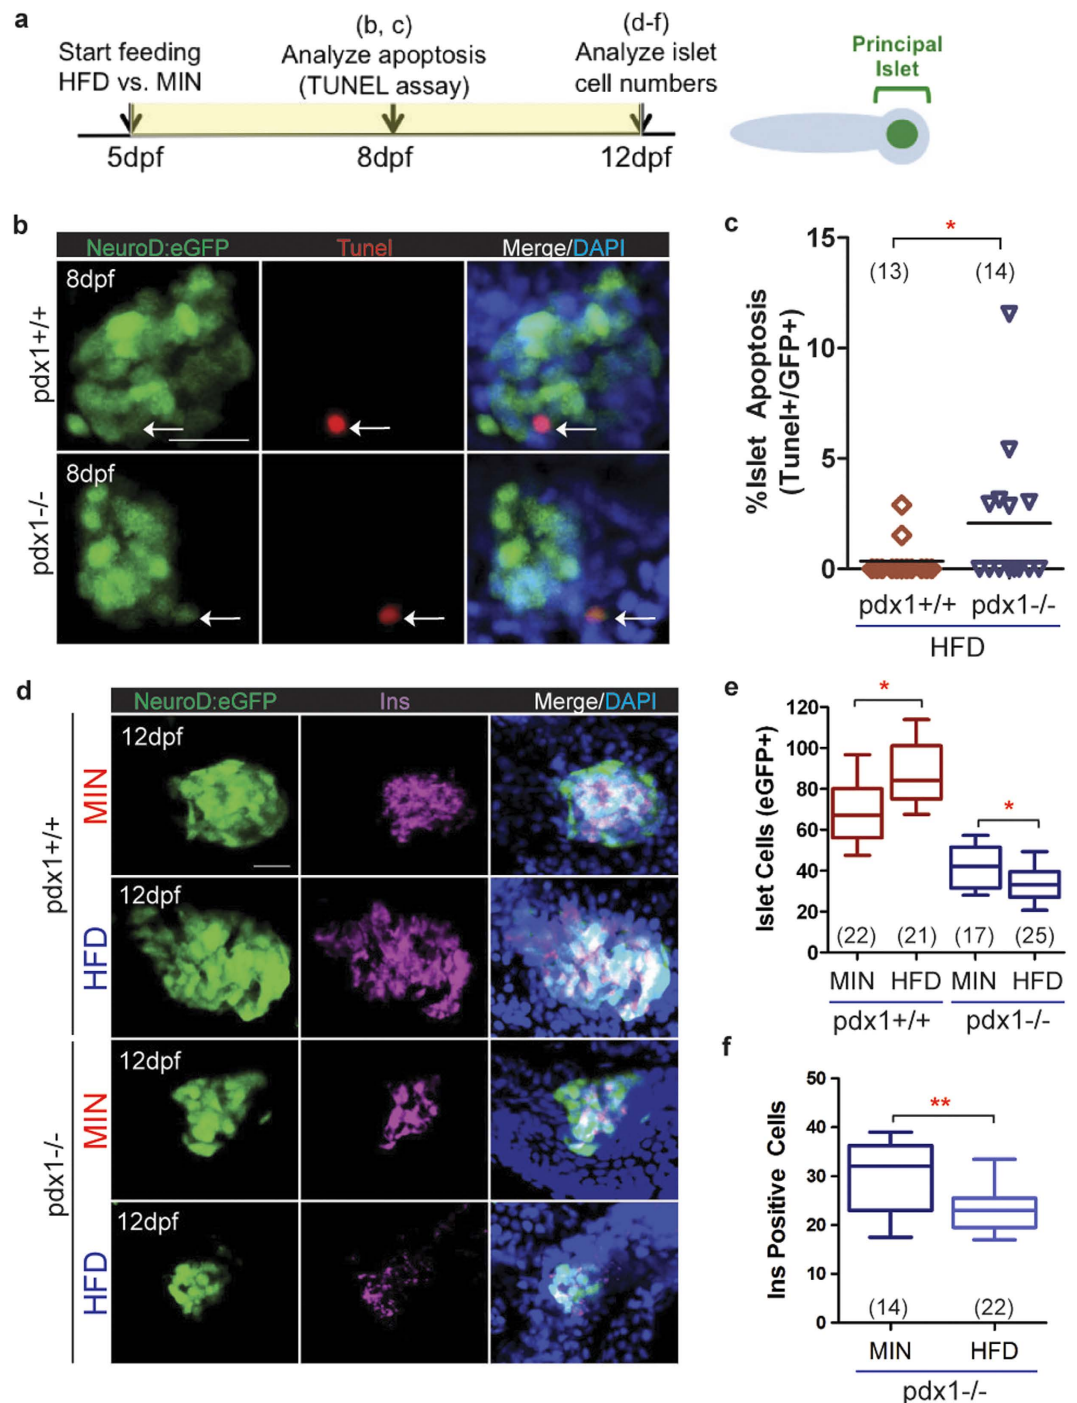 a
Start feeding
HFD vs. MIN
(b, c)
Analyze apoptosis
(TUNEL assay)
(d-f)
Analyze islet
cell numbers
Principal
Islet
5dpf
8dpf
12dpf
b
NeuroD:eGFP
Tunel
Merge/DAPI
pdx1+/+
8dpf
pdx1-/-
8dpf
c
%Islet Apoptosis
(Tunel+/GFP+)
15
10
5
0
*
(13)
(14)
pdx1+/+
pdx1-/-
HFD
d
NeuroD:eGFP
Ins
Merge/DAPI
pdx1+/+
MIN
12dpf
HFD
12dpf
pdx1-/-
MIN
12dpf
HFD
12dpf
e
Islet Cells (eGFP+)
120
100
80
60
40
20
0
*
*
(22)
(21)
(17)
(25)
MIN
HFD
MIN
HFD
pdx1+/+
pdx1-/-
f
Ins Positive Cells
50
40
30
20
10
0
**
(14)
(22)
MIN
HFD
pdx1-/-